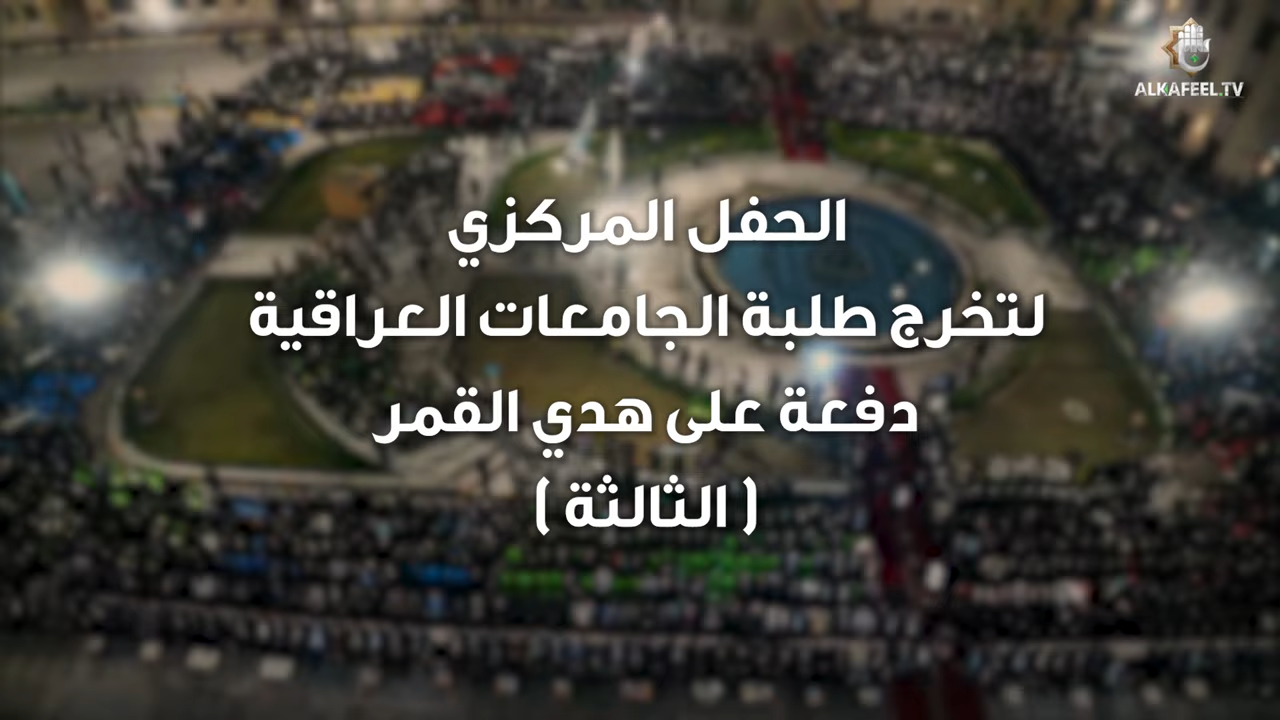 ALKAFEEL.TV
الحفل المركزي
لتخرج طلبة الجامعات العراقية
دفعة على هدي القمر
( الثالثة )